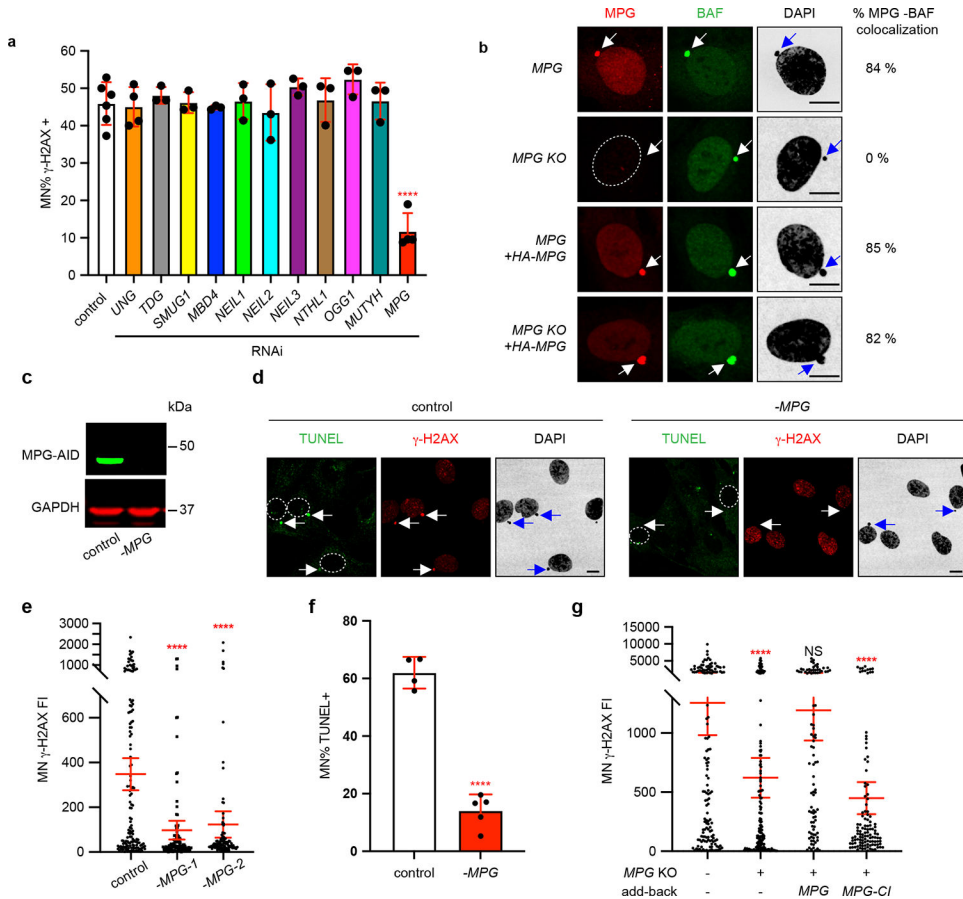 a
MN% γ-H2AX +
60
50
40
30
20
10
0
control
UNG
TDG
SMUG1
MBD4
NEIL1
NEIL2
NEIL3
NTHL1
OGG1
MUTYH
MPG
****
RNAi
b
MPG
BAF
DAPI
% MPG -BAF
colocalization
MPG
84 %
MPG KO
0 %
MPG
+HA-MPG
85 %
MPG KO
+HA-MPG
82 %
c
kDa
MPG-AID
50
GAPDH
37
control
-MPG
d
control
TUNEL
γ-H2AX
DAPI
-MPG
TUNEL
γ-H2AX
DAPI
e
MN γ-H2AX FI
3000
2000
1000
600
400
200
0
****
****
control
-MPG-1
-MPG-2
f
MN% TUNEL+
80
60
40
20
0
****
control
-MPG
g
MN γ-H2AX FI
15000
10000
5000
1000
500
0
****
NS
****
MPG KO
-
+
+
+
add-back
-
-
MPG
MPG-CI